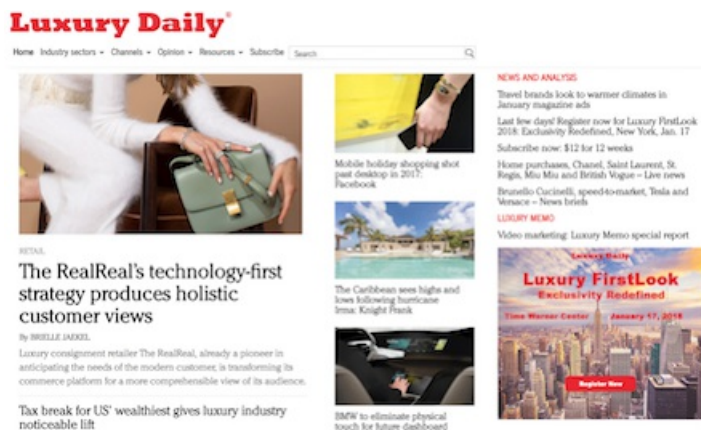 Luxury Daily®
Home Industry sectors Channels Opinion Resources Subscribe Search
RETAIL
The RealReal's technology-first
strategy produces holistic
customer views
By BRIELLE JAEKEL
Luxury consignment retailer The RealReal, already a pioneer in
anticipating the needs of the modern customer, is transforming its
commerce platform for a more comprehensible view of its audience.
Tax break for US' wealthiest gives luxury industry
noticeable lift
Mobile holiday shopping shot
past desktop in 2017:
Facebook
The Caribbean sees highs and
lows following hurricane
Irma: Knight Frank
BMW to eliminate physical
touch for future dashboard
NEWS AND ANALYSIS
Travel brands look to warmer climates in
January magazine ads
Last few days! Register now for Luxury FirstLook
2018: Exclusivity Redefined, New York, Jan. 17
Subscribe now: $12 for 12 weeks
Home purchases, Chanel, Saint Laurent, St.
Regis, Miu Miu and British Vogue – Live news
Brunello Cucinelli, speed-to-market, Tesla and
Versace – News briefs
LUXURY MEMO
Video marketing: Luxury Memo special report
Luxury Daily
Luxury FirstLook
Exclusivity Redefined
Time Warner Center January 17, 2018
Register Now